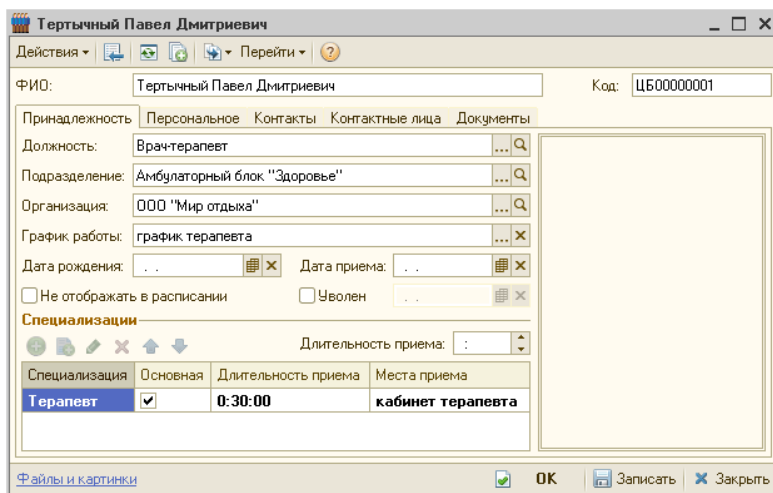 Тертычный Павел Дмитриевич
Действия Перейти
ФИО: Тертычный Павел Дмитриевич Код: ЦБ00000001
Принадлежность Персональное Контакты Контактные лица Документы
Должность: Врач-терапевт
Подразделение: Амбулаторный блок "Здоровье"
Организация: ООО "Мир отдыха"
График работы: график терапевта
Дата рождения: . . Дата приема: . .
Не отображать в расписании Уволен . .
Специализации
Длительность приема: :
Специализация Основная Длительность приема Места приема
Терапевт 0:30:00 кабинет терапевта
Файлы и картинки OK Записать Закрыть